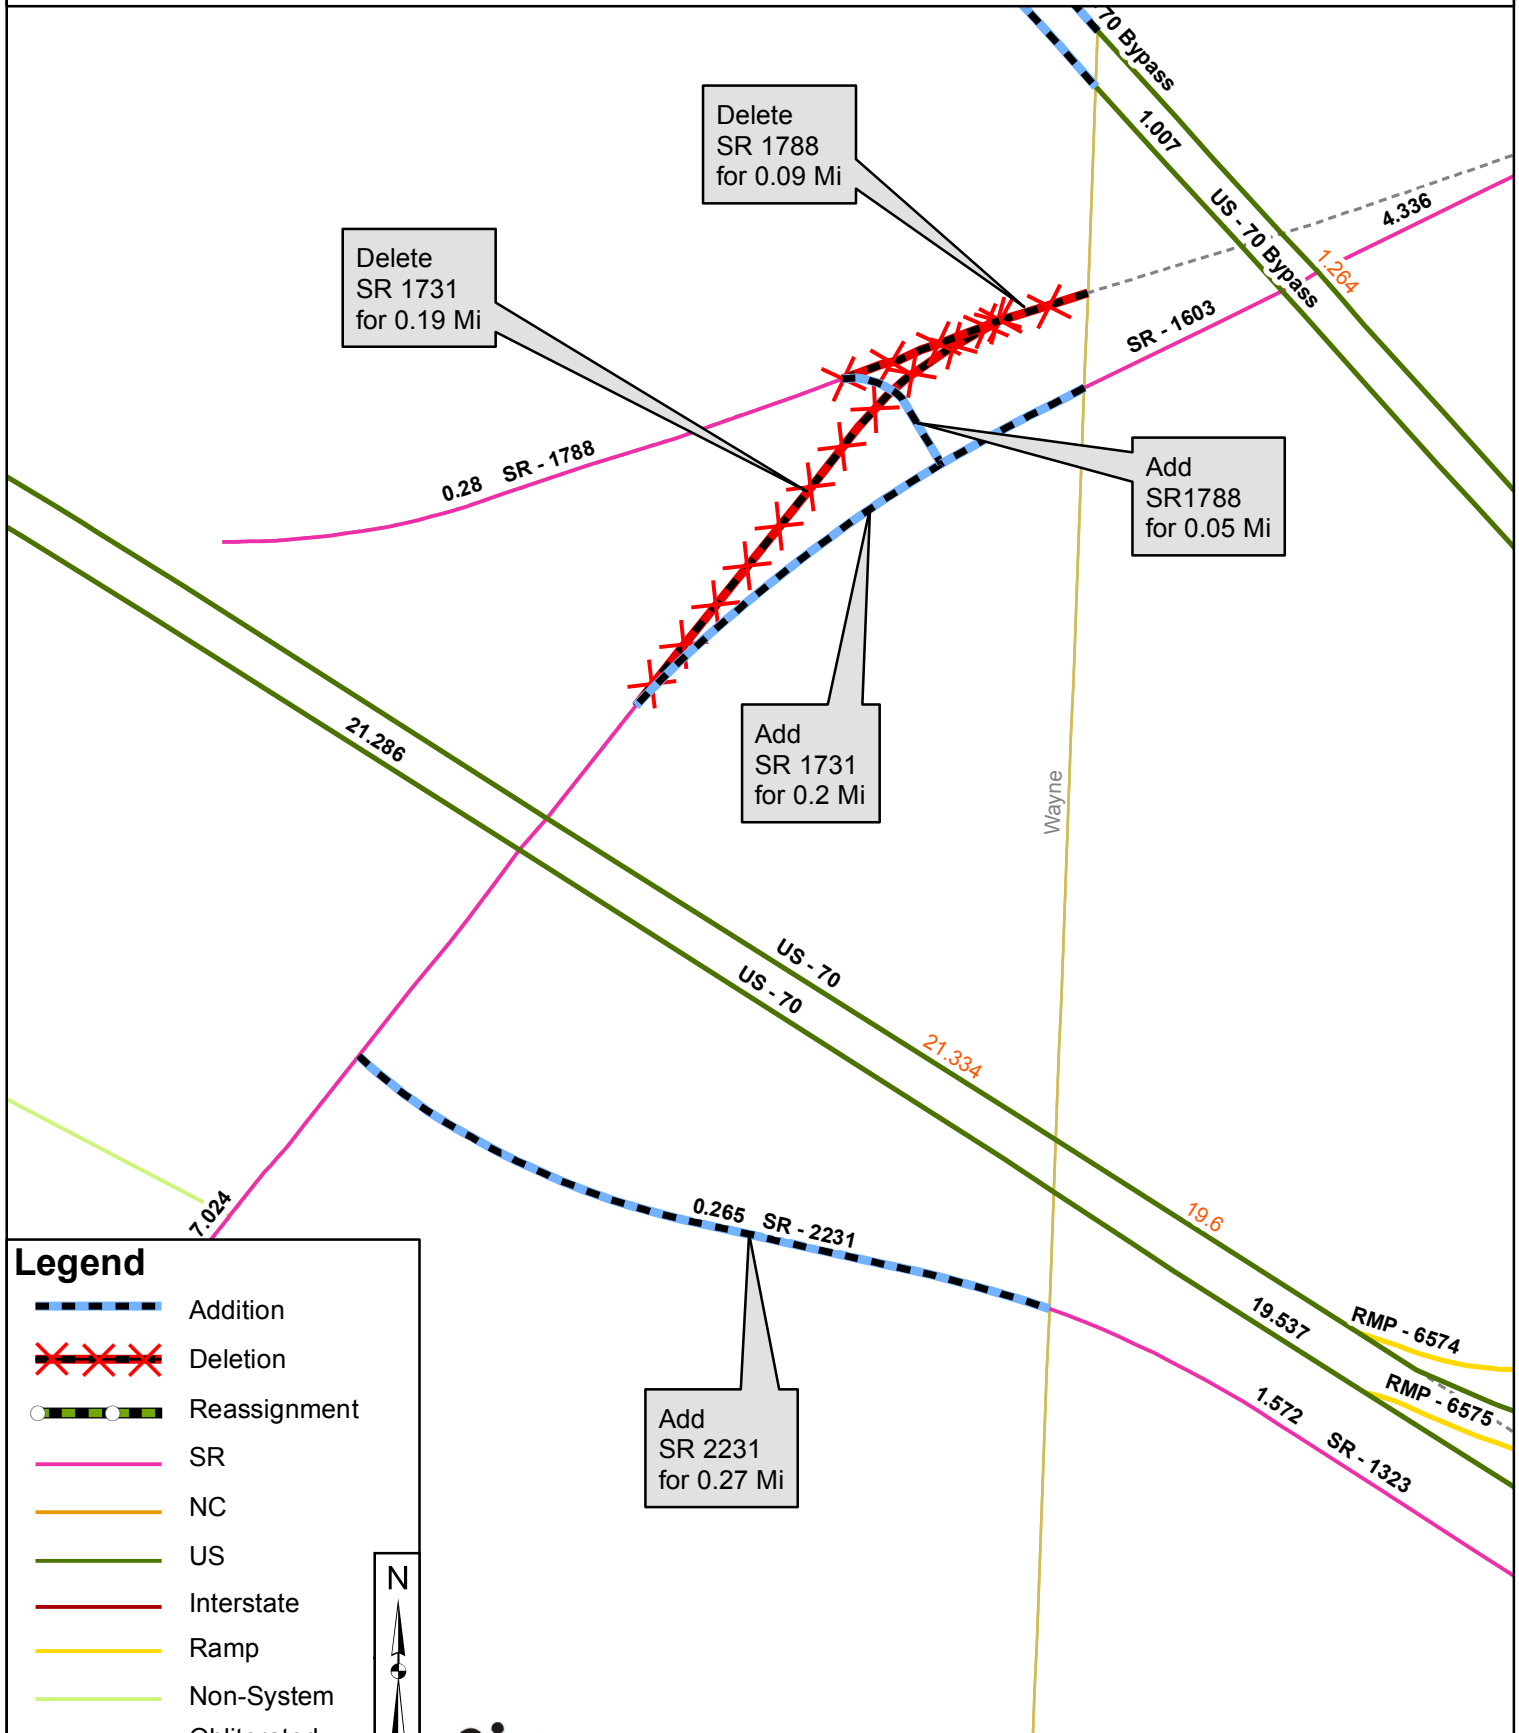 70 Bypass
1.007
US - 70 Bypass
1.264
4.336
SR - 1603
Delete
SR 1788
for 0.09 Mi
Delete
SR 1731
for 0.19 Mi
0.28 SR - 1788
Add
SR1788
for 0.05 Mi
Add
SR 1731
for 0.2 Mi
Wayne
21.286
US - 70
US - 70
21.334
19.6
19.537
RMP - 6574
RMP - 6575
1.572 SR - 1323
7.024
0.265 SR - 2231
Add
SR 2231
for 0.27 Mi
Legend
Addition
Deletion
Reassignment
SR
NC
US
Interstate
Ramp
Non-System
Obliterated
N